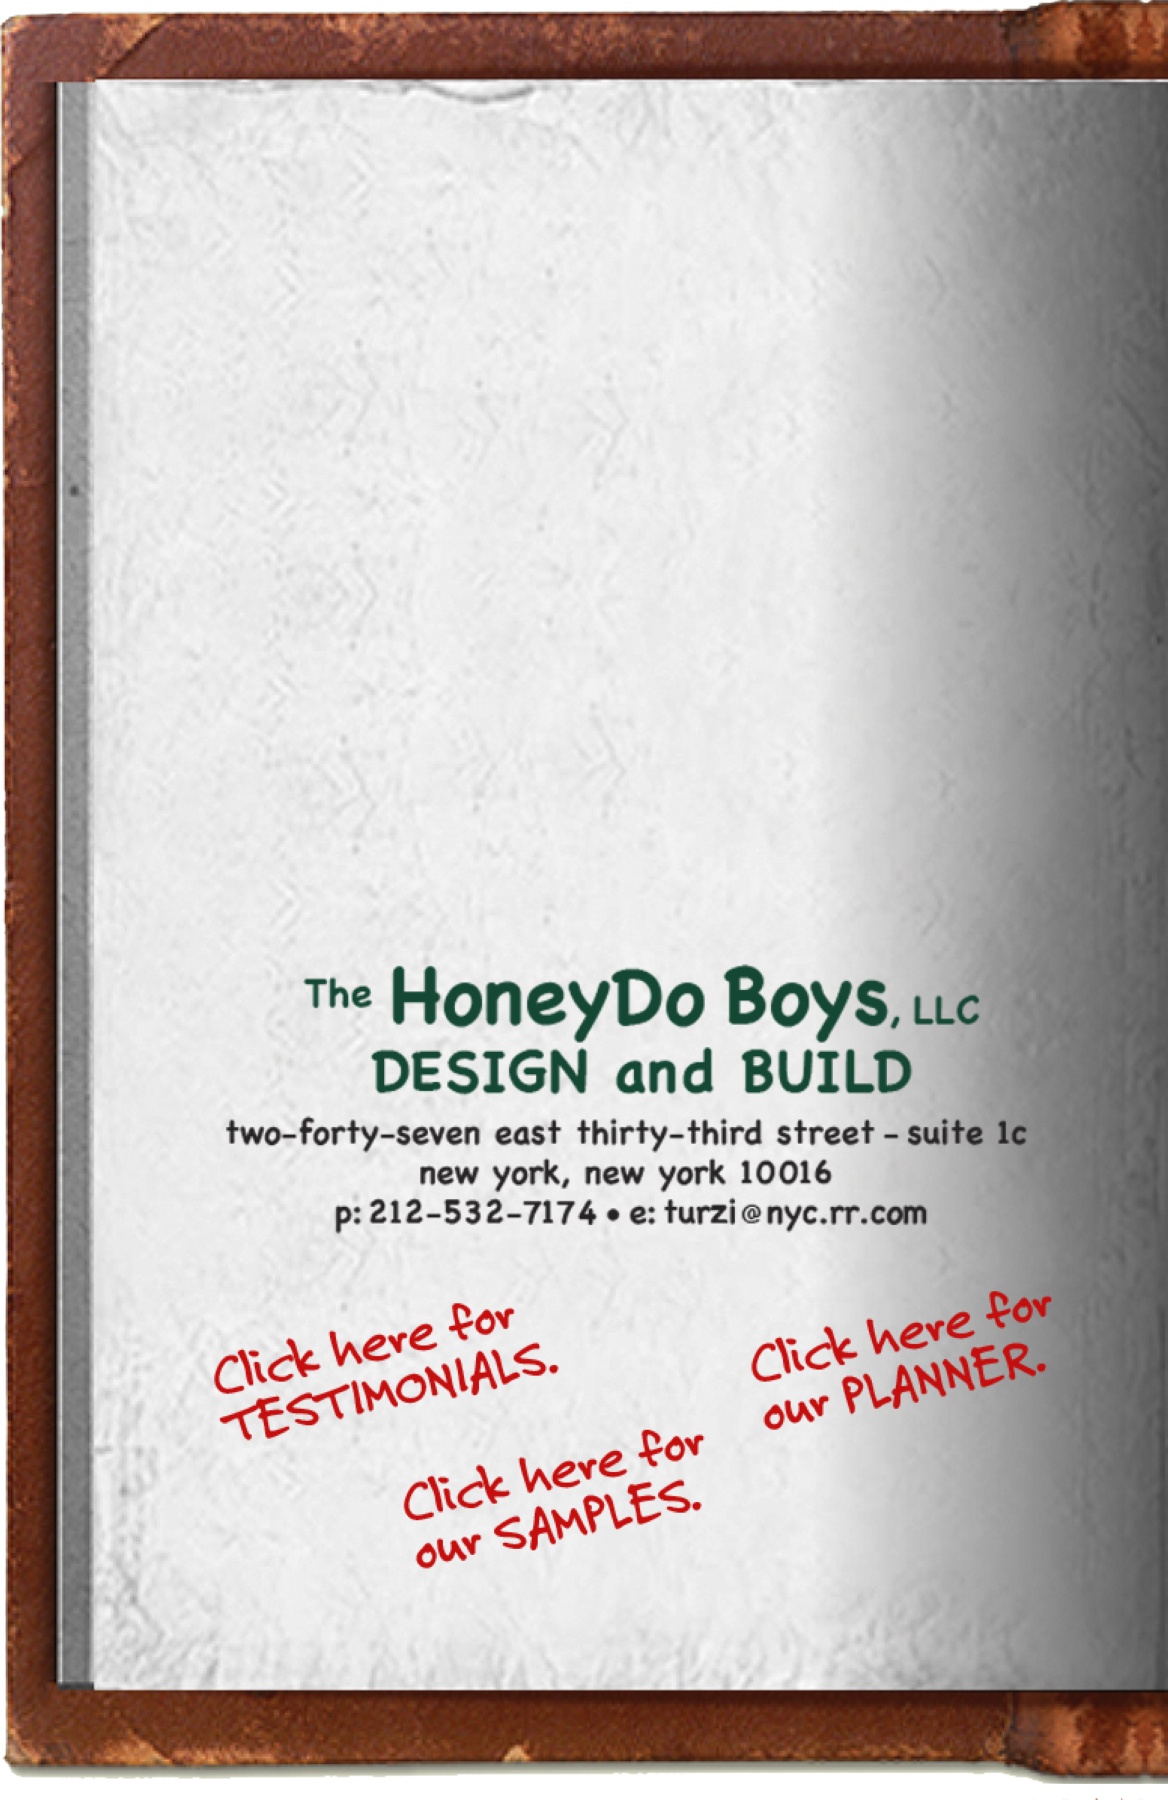 The HoneyDo Boys, LLC
DESIGN and BUILD
two-forty-seven east thirty-third street - suite 1c
new york, new york 10016
p: 212-532-7174 • e: turzi@nyc.rr.com
Click here for
TESTIMONIALS.
Click here for
our PLANNER.
Click here for
our SAMPLES.